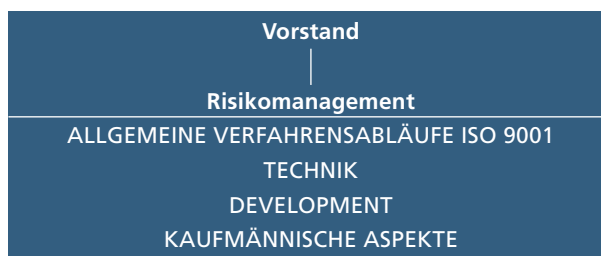 Vorstand
Risikomanagement
ALLGEMEINE VERFAHRENSABLÄUFE ISO 9001
TECHNIK
DEVELOPMENT
KAUFMÄNNISCHE ASPEKTE